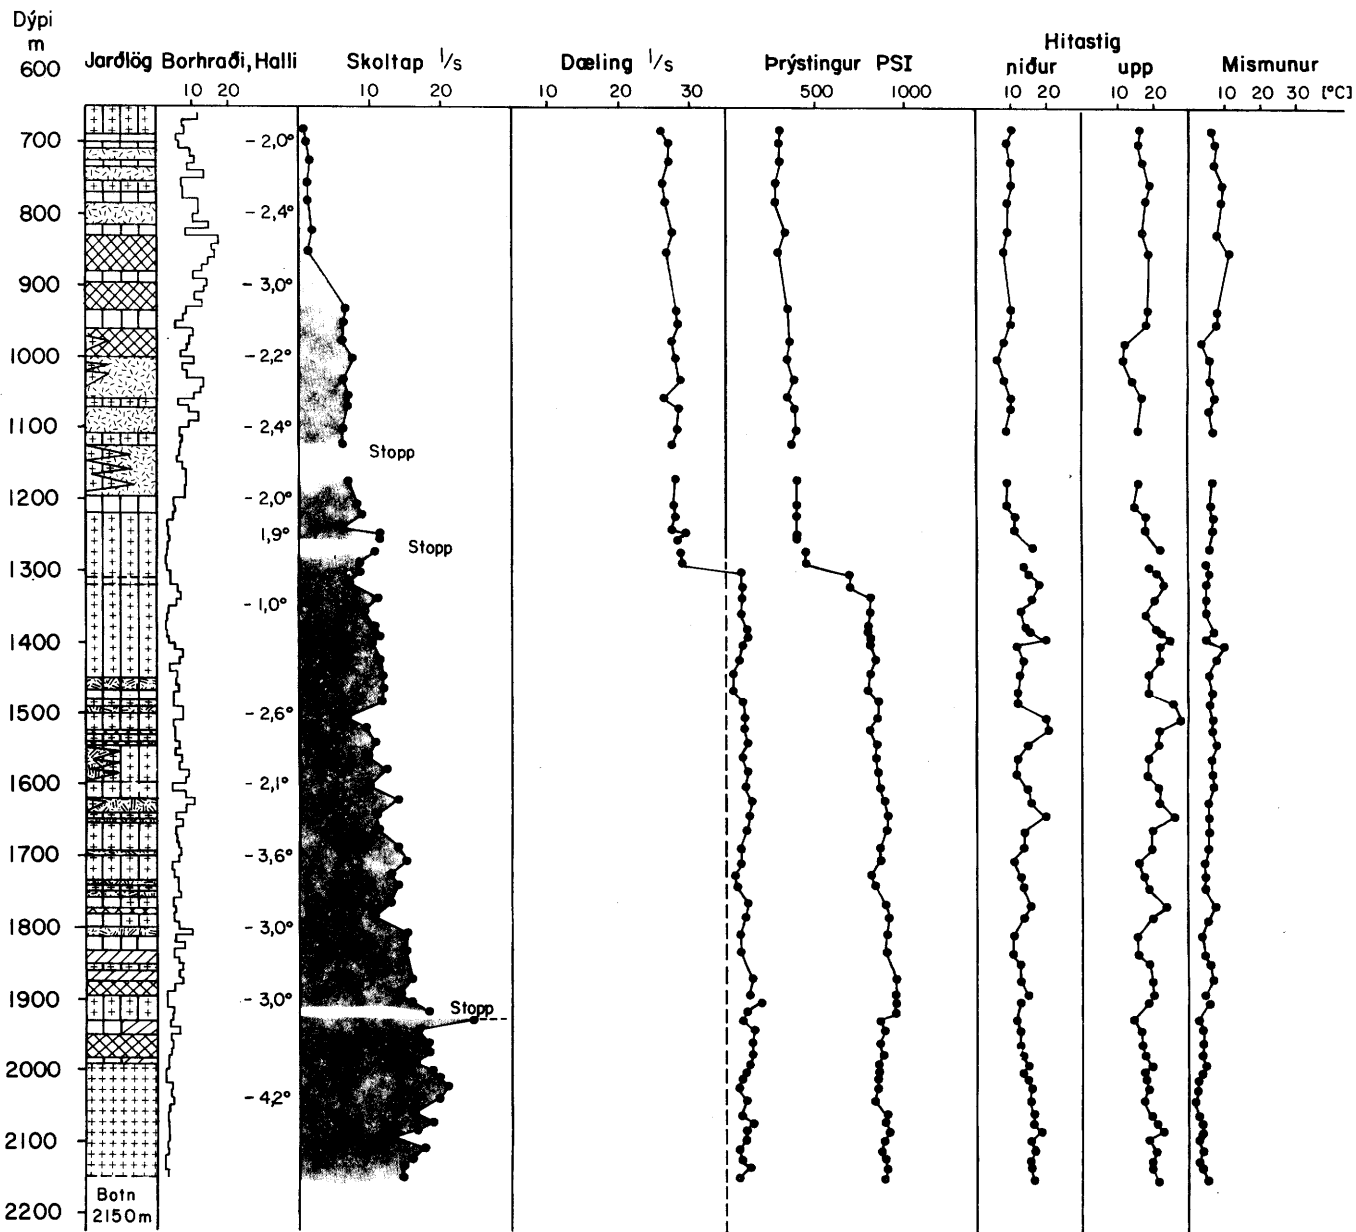 Dýpi
m
600
Jarðlög Borhraði, Halli
10 20
Skoltap l/s
10 20
Dæling l/s
10 20 30
Þrýstingur PSI
500 1000
Hitastig
niður upp
10 20 10 20
Mismunur
10 20 30 [°C]
700 - 2,0°
800 - 2,4°
900 - 3,0°
1000 - 2,2°
1100 - 2,4°
Stopp
1200 - 2,0°
1,9°
Stopp
1300
- 1,0°
1400
1500 - 2,6°
1600 - 2,1°
1700 - 3,6°
1800 - 3,0°
1900 - 3,0°
Stopp
2000
- 4,2°
2100
Botn
2150m
2200